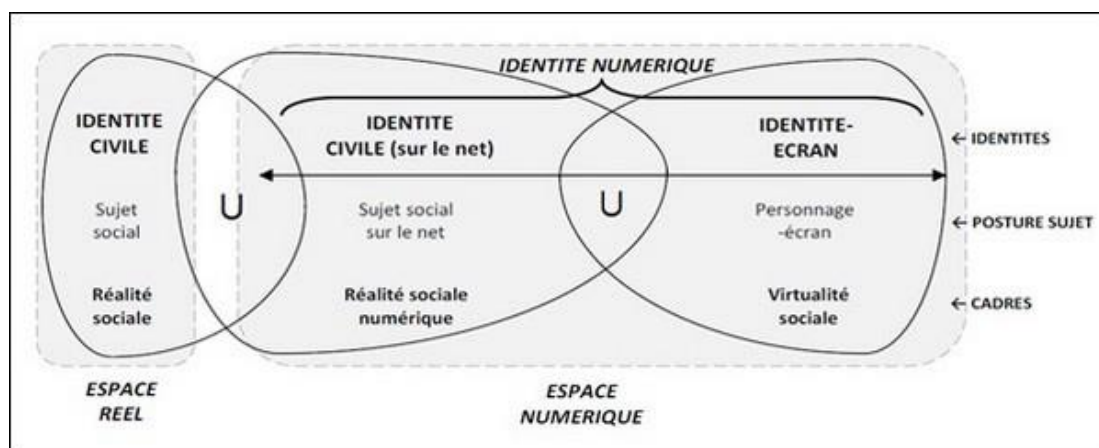 IDENTITE NUMERIQUE
IDENTITE
CIVILE
IDENTITE
CIVILE (sur le net)
IDENTITE-
ECRAN
← IDENTITES
U
U
Sujet
social
Sujet social
sur le net
Personnage
-écran
← POSTURE SUJET
Réalité
sociale
Réalité sociale
numérique
Virtualité
sociale
← CADRES
ESPACE
REEL
ESPACE
NUMERIQUE